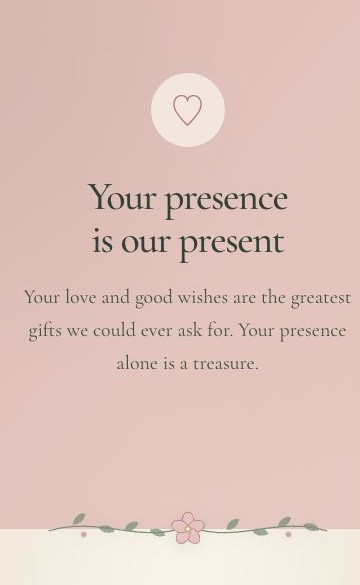 Your presence
is our present
Your love and good wishes are the greatest
gifts we could ever ask for. Your presence
alone is a treasure.